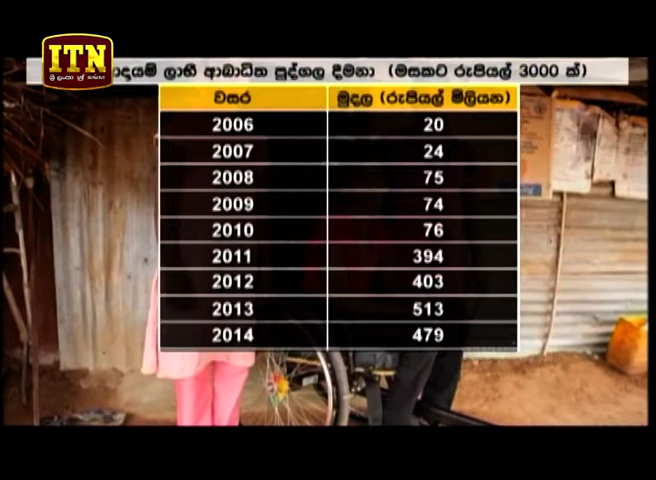 ITN
ශ්‍රී ලංකා
ලාභී ආබාධිත පුද්ගල දීමනා (මසකට රුපියල් 3000 ක්)
වසර මුදල (රුපියල් මිලියන)
2006 20
2007 24
2008 75
2009 74
2010 76
2011 394
2012 403
2013 513
2014 479